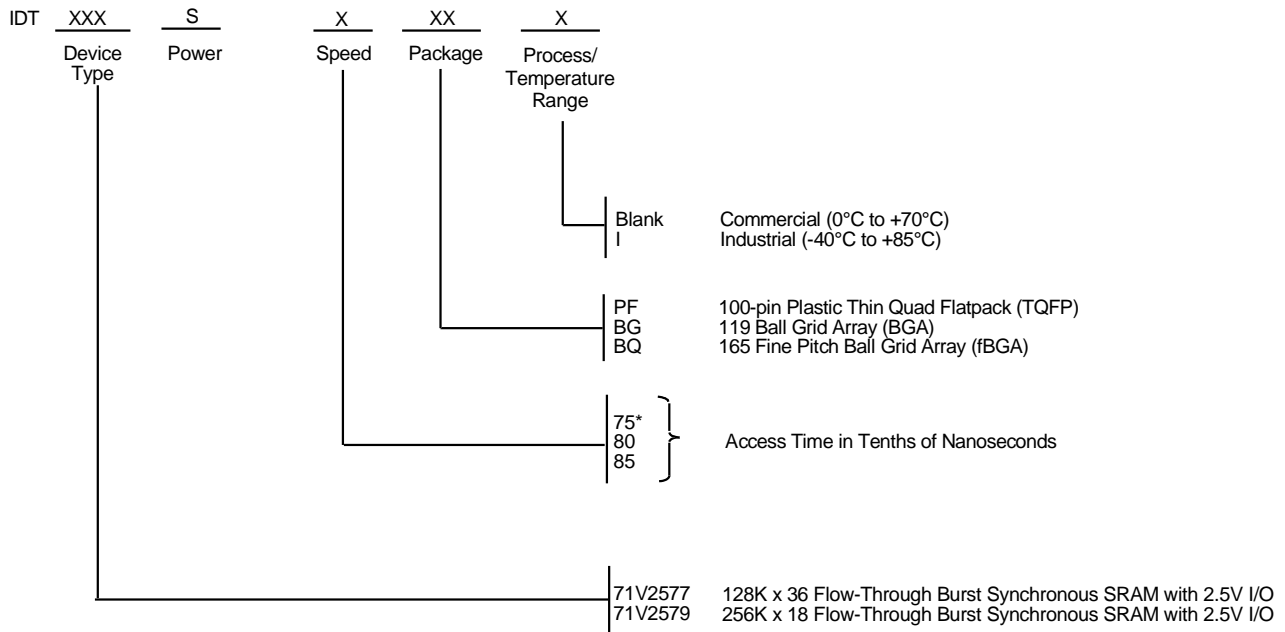 IDT XXX S X XX X
Device Type Power Speed Package Process/ Temperature Range
Blank Commercial (0°C to +70°C)
I Industrial (-40°C to +85°C)
PF 100-pin Plastic Thin Quad Flatpack (TQFP)
BG 119 Ball Grid Array (BGA)
BQ 165 Fine Pitch Ball Grid Array (fBGA)
75*
80 Access Time in Tenths of Nanoseconds
85
71V2577 128K x 36 Flow-Through Burst Synchronous SRAM with 2.5V I/O
71V2579 256K x 18 Flow-Through Burst Synchronous SRAM with 2.5V I/O